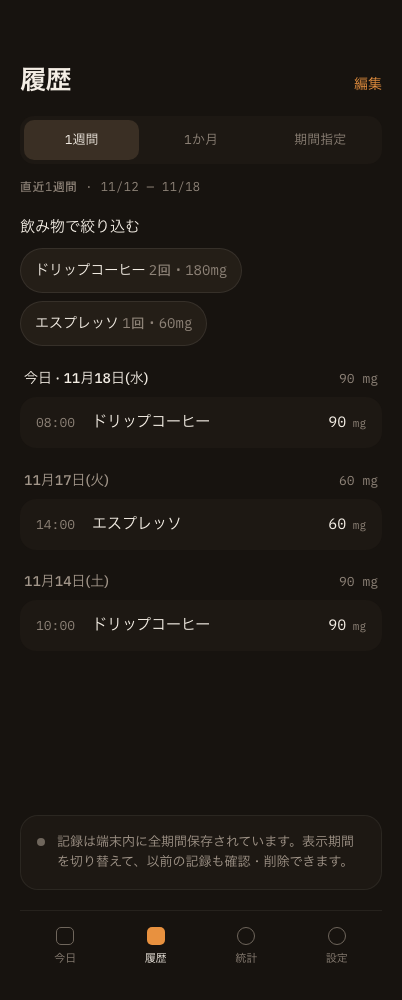 履歴
編集
1週間 1か月 期間指定
直近1週間 · 11/12 — 11/18
飲み物で絞り込む
ドリップコーヒー 2回・180mg
エスプレッソ 1回・60mg
今日・11月18日(水) 90 mg
08:00 ドリップコーヒー 90 mg
11月17日(火) 60 mg
14:00 エスプレッソ 60 mg
11月14日(土) 90 mg
10:00 ドリップコーヒー 90 mg
記録は端末内に全期間保存されています。表示期間
を切り替えて、以前の記録も確認・削除できます。
今日 履歴 統計 設定